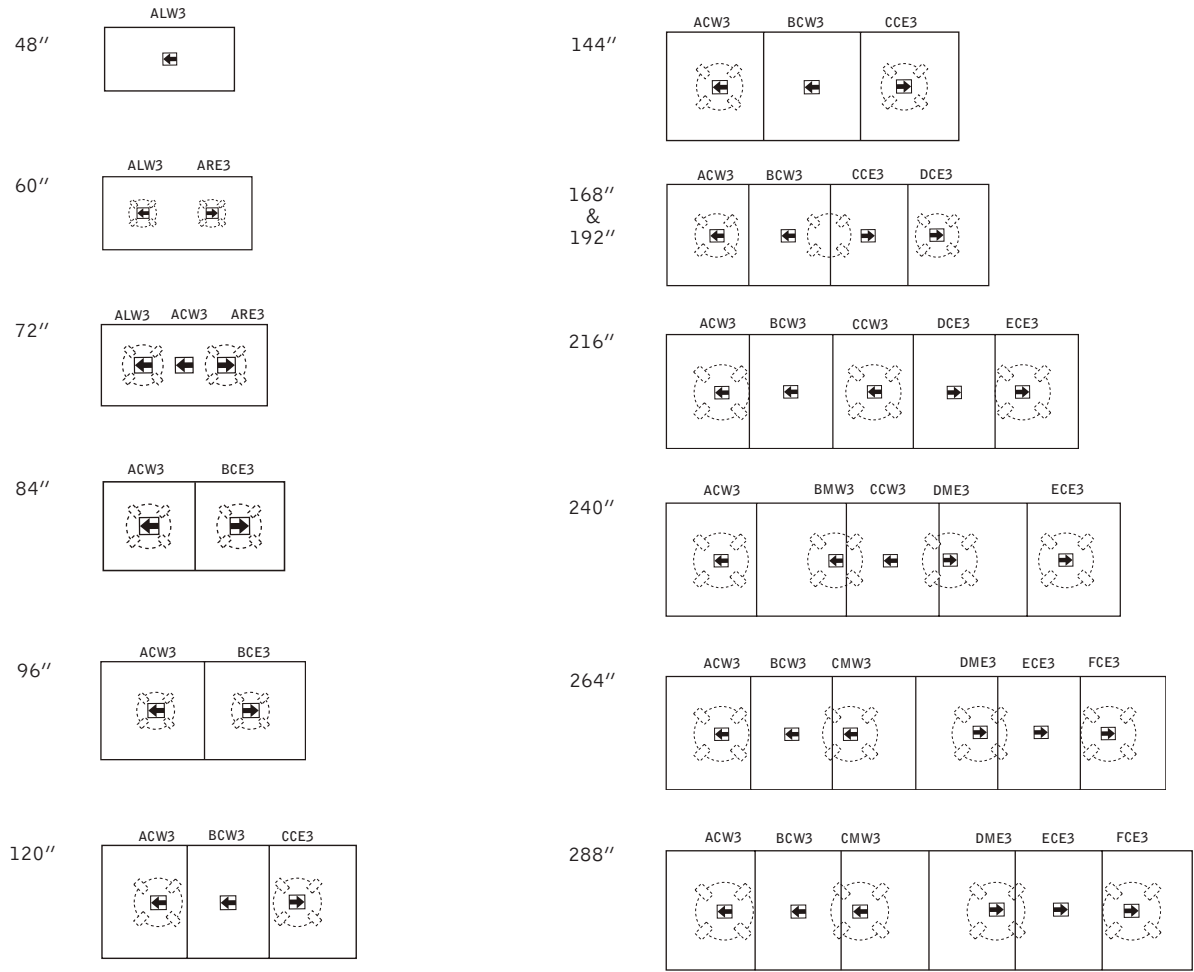 ALW3
48″
60″
ALW3 ARE3
72″
ALW3 ACW3 ARE3
84″
ACW3 BCE3
96″
ACW3 BCE3
120″
ACW3 BCW3 CCE3
144″
ACW3 BCW3 CCE3
168″
&
192″
ACW3 BCW3 CCE3 DCE3
216″
ACW3 BCW3 CCW3 DCE3 ECE3
240″
ACW3 BMW3 CCW3 DME3 ECE3
264″
ACW3 BCW3 CMW3 DME3 ECE3 FCE3
288″
ACW3 BCW3 CMW3 DME3 ECE3 FCE3